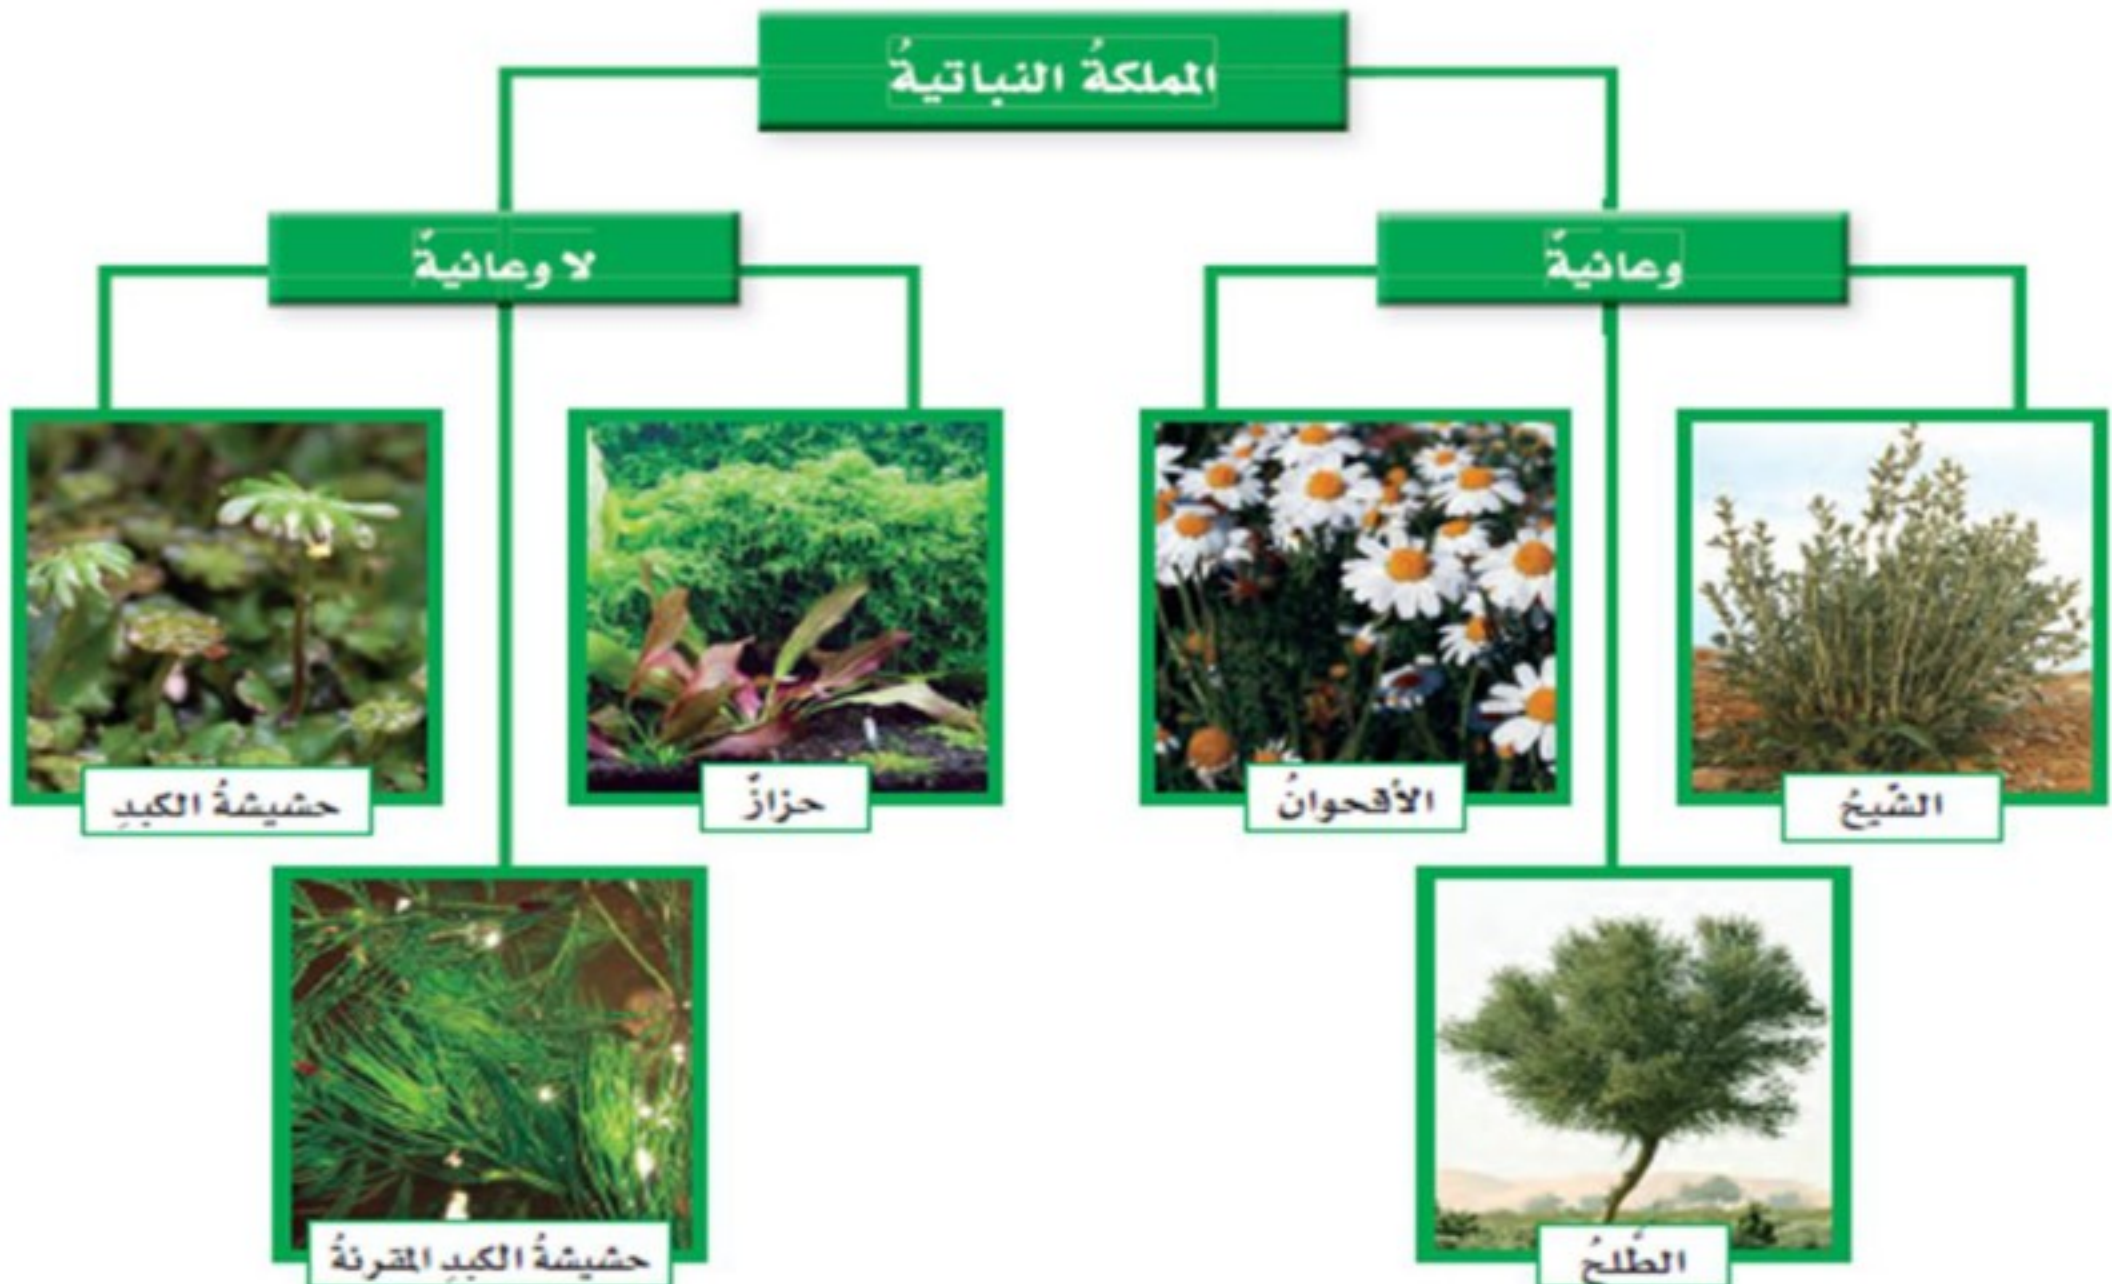 المملكةُ النباتيةُ
وعائيةٌ
لا وعائيةٌ
الشّيحُ
الأقحوانُ
حزازٌ
حشيشةُ الكبدِ
الطّلحُ
حشيشةُ الكبدِ المقرنةُ